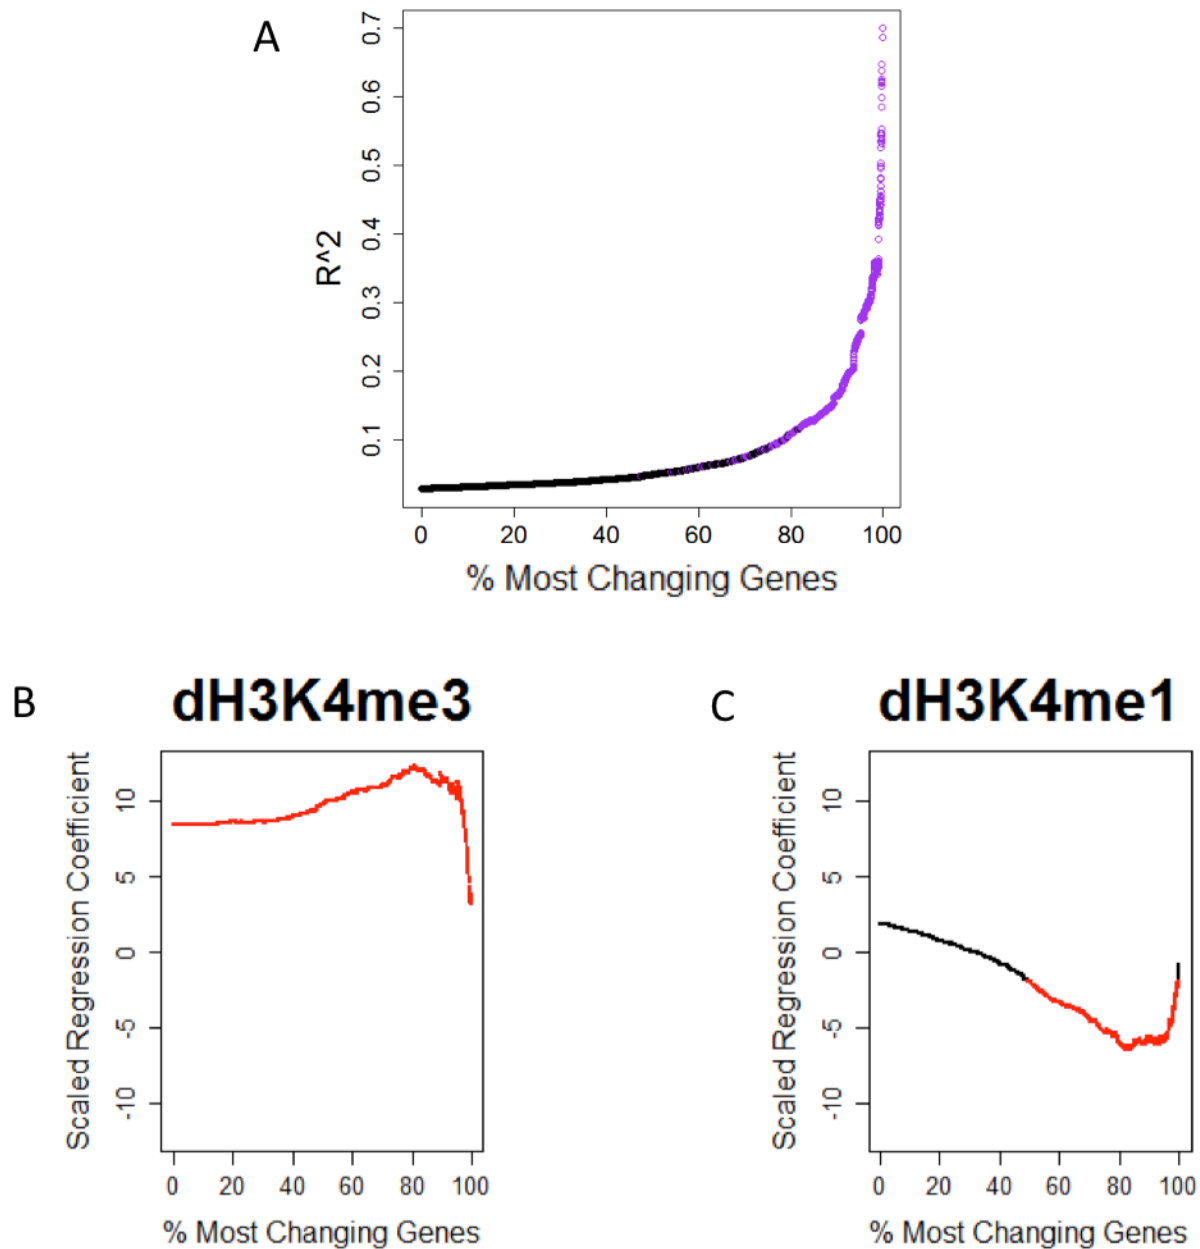 A
R^2
0.7
0.6
0.5
0.4
0.3
0.2
0.1
0 20 40 60 80 100
% Most Changing Genes
B
dH3K4me3
Scaled Regression Coefficient
10
5
0
-5
-10
0 20 40 60 80 100
% Most Changing Genes
C
dH3K4me1
Scaled Regression Coefficient
10
5
0
-5
-10
0 20 40 60 80 100
% Most Changing Genes